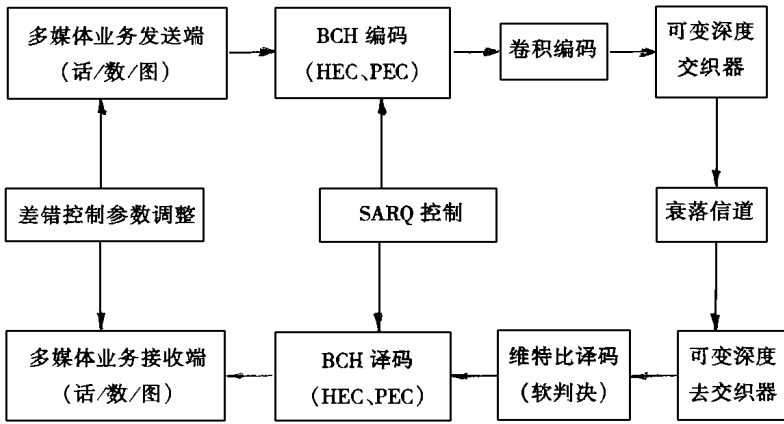 多媒体业务发送端
(话/数/图)
BCH 编码
(HEC、PEC)
卷积编码
可变深度
交织器
差错控制参数调整
SARQ 控制
衰落信道
多媒体业务接收端
(话/数/图)
BCH 译码
(HEC、PEC)
维特比译码
(软判决)
可变深度
去交织器